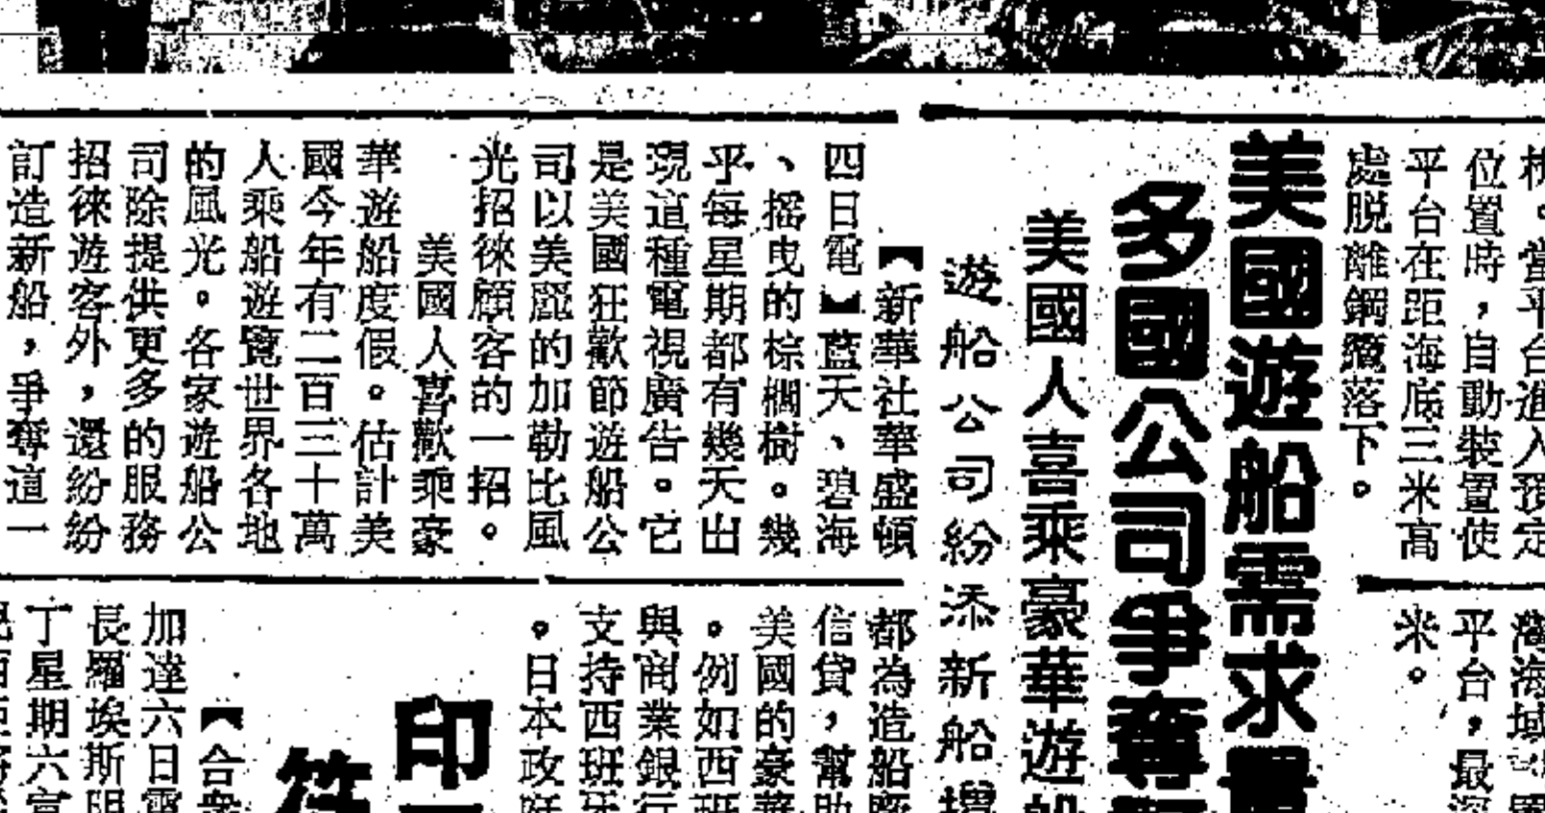 位置時，自動裝置使
平台在距海底三米高
處脫離鋼纜落下。
平台，最
米。
美國遊船需求
多國公司爭奪
美國人喜乘豪華遊船
遊船公司紛添新船
【新華社華盛頓
四日電】藍天、碧海
、搖曳的棕櫚樹。幾
乎每星期都有幾天出
現這種電視廣告。它
是美國狂歡節遊船公
司以美麗的加勒比風
光招徠顧客的一招。
美國人喜歡乘豪
華遊船度假。估計美
國今年有二百三十萬
人乘船遊覽世界各地
的風光。各家遊船公
司除提供更多的服務
招徠遊客外，還紛紛
訂造新船，爭奪這一
都為造船
信貸，幫助
美國的豪華
。例如西班
與商業銀行
支持西班牙
。日本政
印
符
【合眾
加達六日電
長羅埃斯
丁星期六宣